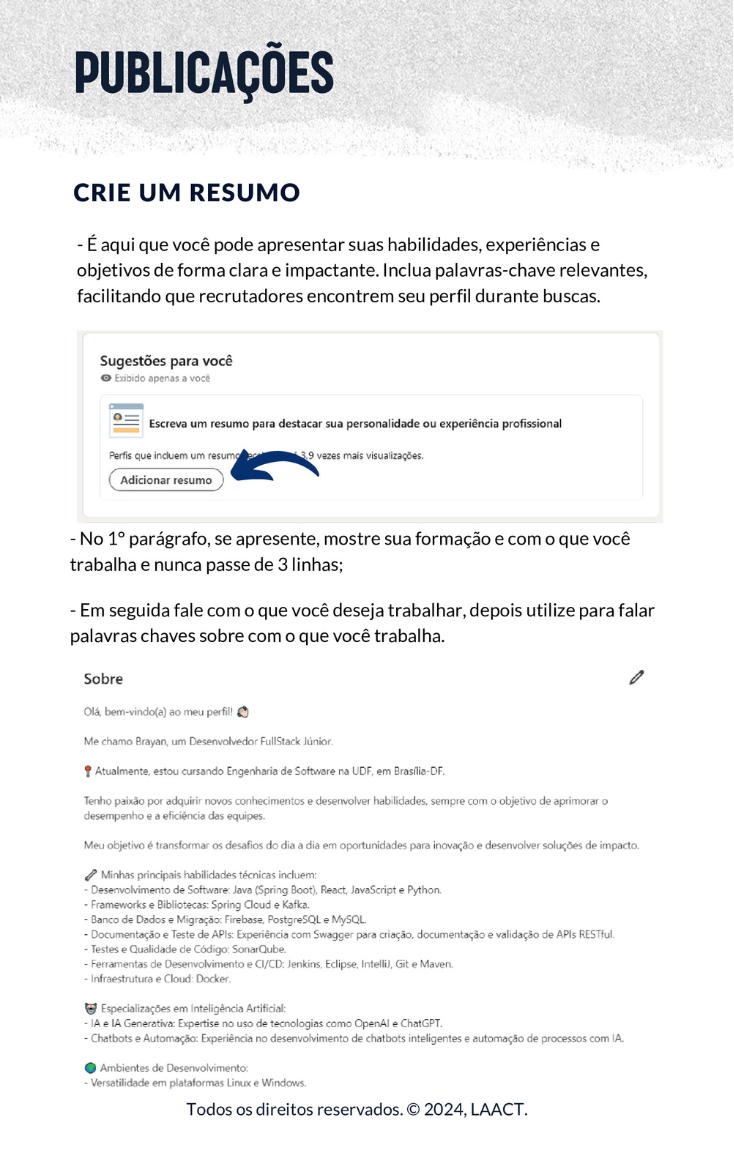 PUBLICAÇÕES
CRIE UM RESUMO
- É aqui que você pode apresentar suas habilidades, experiências e
objetivos de forma clara e impactante. Inclua palavras-chave relevantes,
facilitando que recrutadores encontrem seu perfil durante buscas.
Sugestões para você
Exibido apenas a você
Escreva um resumo para destacar sua personalidade ou experiência profissional
Perfis que incluem um resumo 3,9 vezes mais visualizações.
Adicionar resumo
- No 1° parágrafo, se apresente, mostre sua formação e com o que você
trabalha e nunca passe de 3 linhas;
- Em seguida fale com o que você deseja trabalhar, depois utilize para falar
palavras chaves sobre com o que você trabalha.
Sobre
Olá, bem-vindo(a) ao meu perfil!
Me chamo Brayan, um Desenvolvedor FullStack Júnior.
Atualmente, estou cursando Engenharia de Software na UDF, em Brasília-DF.
Tenho paixão por adquirir novos conhecimentos e desenvolver habilidades, sempre com o objetivo de aprimorar o
desempenho e a eficiência das equipes.
Meu objetivo é transformar os desafios do dia a dia em oportunidades para inovação e desenvolver soluções de impacto.
Minhas principais habilidades técnicas incluem:
- Desenvolvimento de Software: Java (Spring Boot), React, JavaScript e Python.
- Frameworks e Bibliotecas: Spring Cloud e Kafka.
- Banco de Dados e Migração: Firebase, PostgreSQL e MySQL.
- Documentação e Teste de APIs: Experiência com Swagger para criação, documentação e validação de APIs RESTful.
- Testes e Qualidade de Código: SonarQube.
- Ferramentas de Desenvolvimento e CI/CD: Jenkins, Eclipse, IntelliJ, Git e Maven.
- Infraestrutura e Cloud: Docker.
Especializações em Inteligência Artificial:
- IA e IA Generativa: Expertise no uso de tecnologias como OpenAI e ChatGPT.
- Chatbots e Automação: Experiência no desenvolvimento de chatbots inteligentes e automação de processos com IA.
Ambientes de Desenvolvimento:
- Versatilidade em plataformas Linux e Windows.
Todos os direitos reservados. © 2024, LAACT.